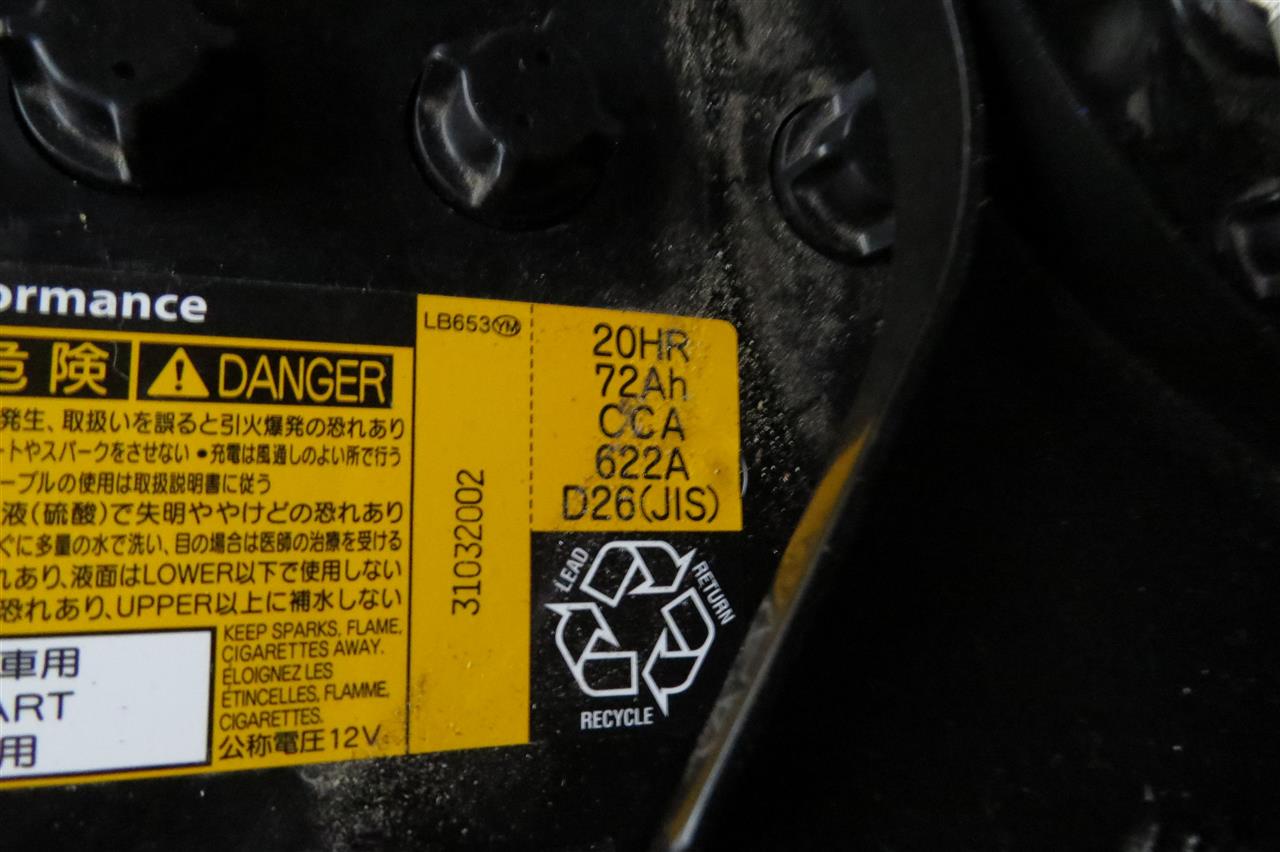 ormance
危険
DANGER
発生、取扱いを誤ると引火爆発の恐れあり
ートやスパークをさせない ●充電は風通しのよい所で行う
ーブルの使用は取扱説明書に従う
液(硫酸)で失明ややけどの恐れあり
ぐに多量の水で洗い、目の場合は医師の治療を受ける
れあり、液面はLOWER以下で使用しない
恐れあり、UPPER以上に補水しない
車用
ART
用
KEEP SPARKS, FLAME,
CIGARETTES AWAY.
ÉLOIGNEZ LES
ÉTINCELLES, FLAMME,
CIGARETTES.
公称電圧12V
LB653 YM
31032002
20HR
72Ah
CCA
622A
D26(JIS)
LEAD
RETURN
RECYCLE